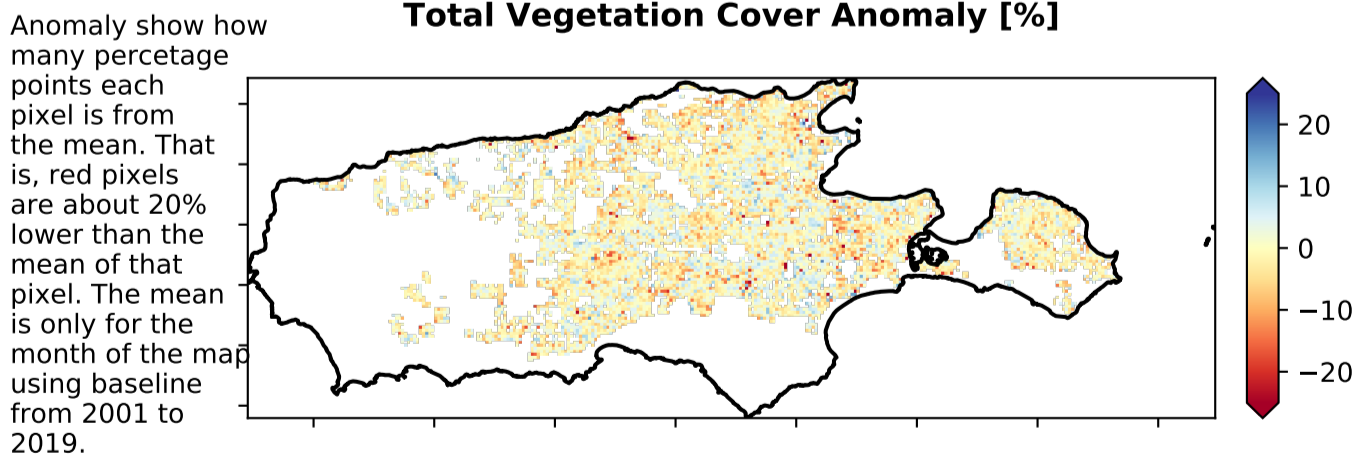 Total Vegetation Cover Anomaly [%]
Anomaly show how
many percetage
points each
pixel is from
the mean. That
is, red pixels
are about 20%
lower than the
mean of that
pixel. The mean
is only for the
month of the map
using baseline
from 2001 to
2019.
20
10
0
−10
−20